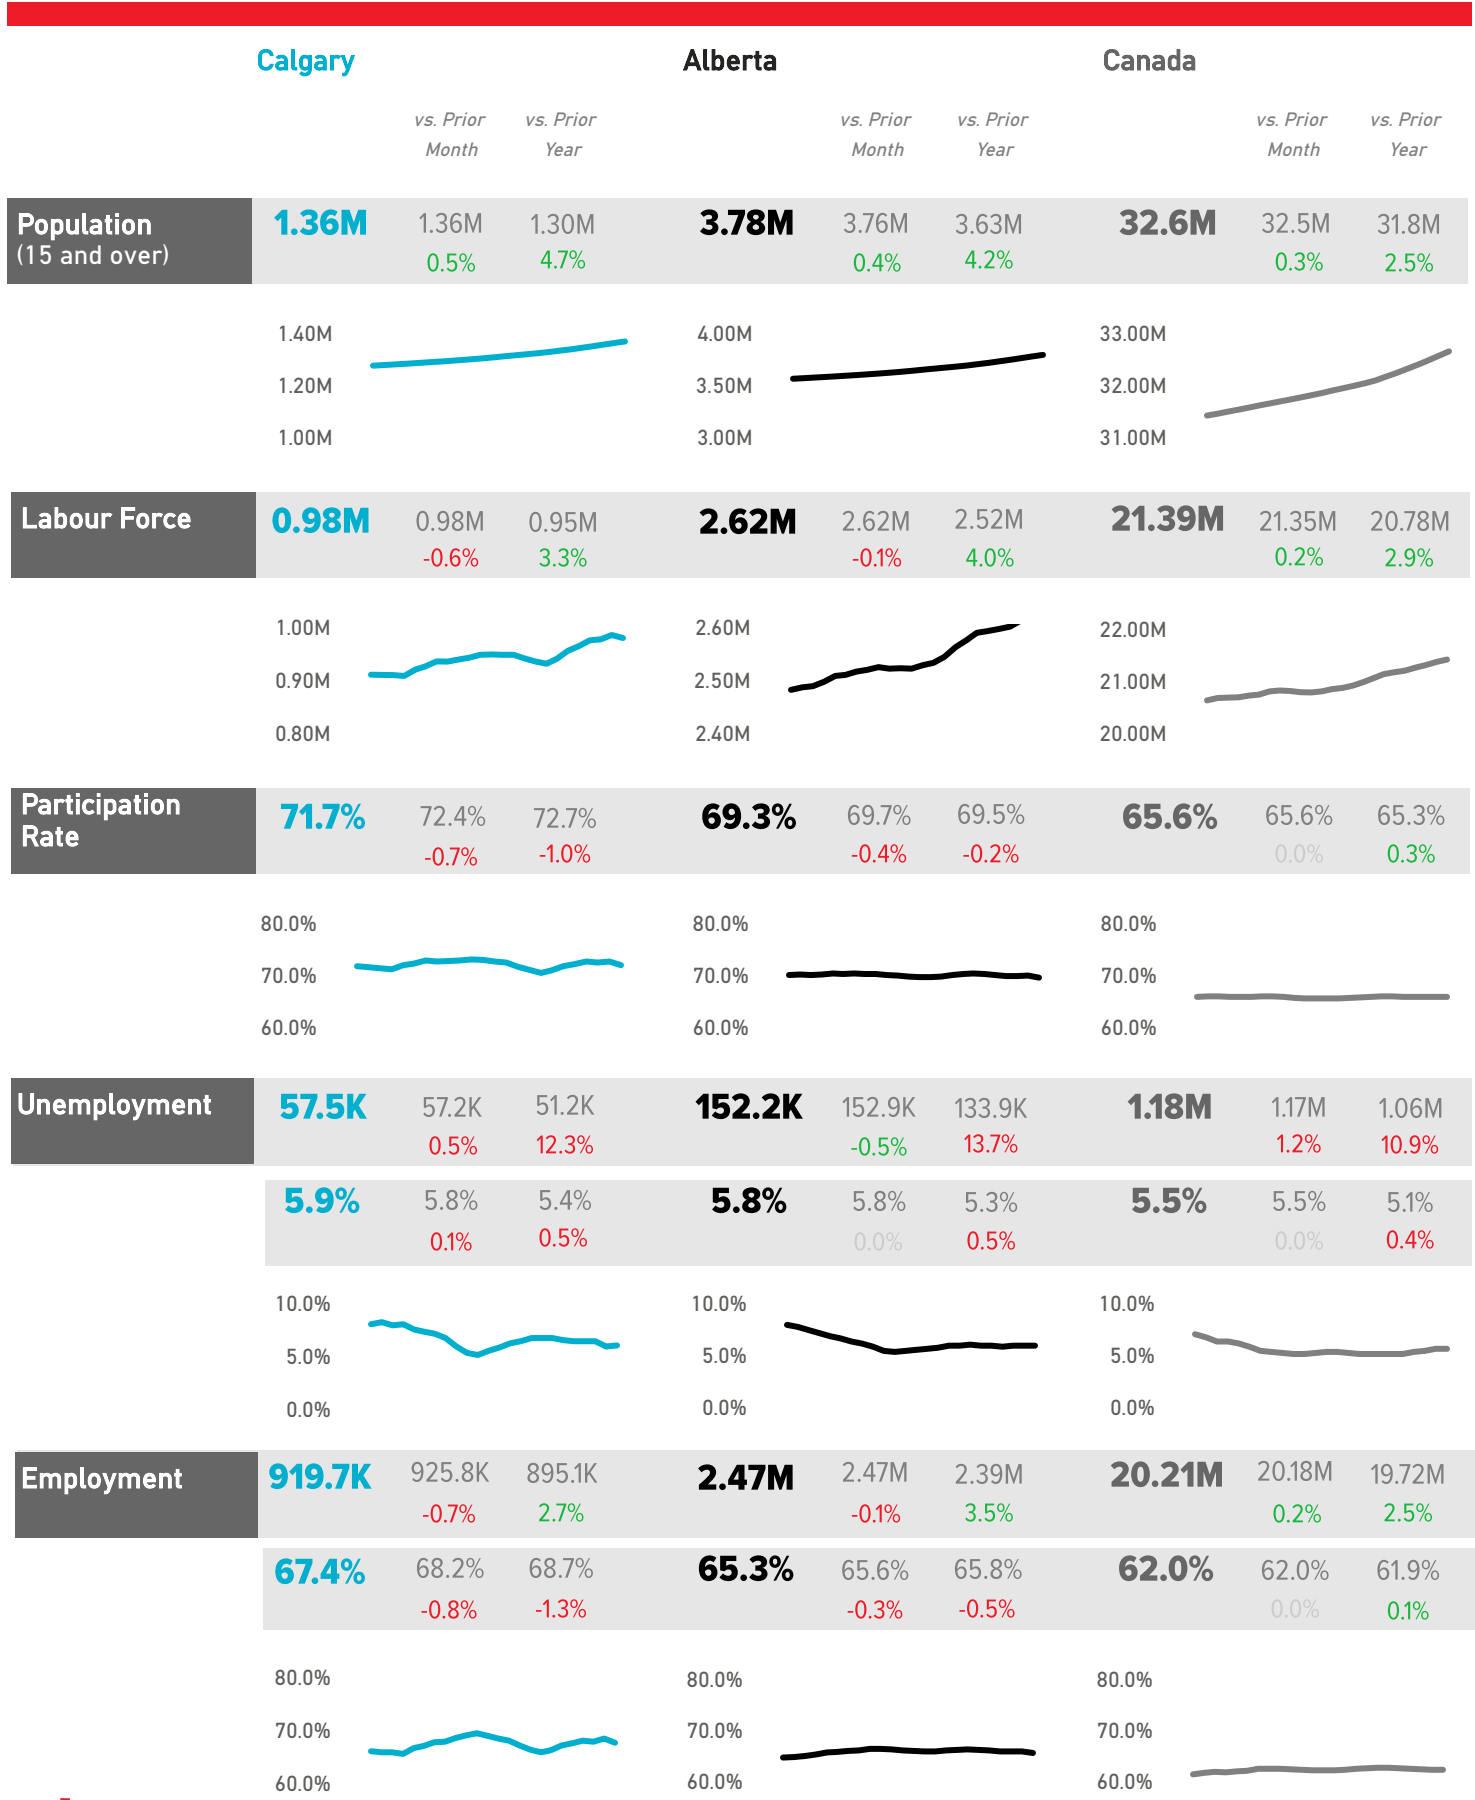 Calgary Alberta Canada
vs. Prior vs. Prior vs. Prior vs. Prior vs. Prior vs. Prior
Month Year Month Year Month Year
Population 1.36M 1.36M 1.30M 3.78M 3.76M 3.63M 32.6M 32.5M 31.8M
(15 and over) 0.5% 4.7% 0.4% 4.2% 0.3% 2.5%
1.40M 4.00M 33.00M
1.20M 3.50M 32.00M
1.00M 3.00M 31.00M
Labour Force 0.98M 0.98M 0.95M 2.62M 2.62M 2.52M 21.39M 21.35M 20.78M
-0.6% 3.3% -0.1% 4.0% 0.2% 2.9%
1.00M 2.60M 22.00M
0.90M 2.50M 21.00M
0.80M 2.40M 20.00M
Participation 71.7% 72.4% 72.7% 69.3% 69.7% 69.5% 65.6% 65.6% 65.3%
Rate -0.7% -1.0% -0.4% -0.2% 0.0% 0.3%
80.0% 80.0% 80.0%
70.0% 70.0% 70.0%
60.0% 60.0% 60.0%
Unemployment 57.5K 57.2K 51.2K 152.2K 152.9K 133.9K 1.18M 1.17M 1.06M
0.5% 12.3% -0.5% 13.7% 1.2% 10.9%
5.9% 5.8% 5.4% 5.8% 5.8% 5.3% 5.5% 5.5% 5.1%
0.1% 0.5% 0.0% 0.5% 0.0% 0.4%
10.0% 10.0% 10.0%
5.0% 5.0% 5.0%
0.0% 0.0% 0.0%
Employment 919.7K 925.8K 895.1K 2.47M 2.47M 2.39M 20.21M 20.18M 19.72M
-0.7% 2.7% -0.1% 3.5% 0.2% 2.5%
67.4% 68.2% 68.7% 65.3% 65.6% 65.8% 62.0% 62.0% 61.9%
-0.8% -1.3% -0.3% -0.5% 0.0% 0.1%
80.0% 80.0% 80.0%
70.0% 70.0% 70.0%
60.0% 60.0% 60.0%